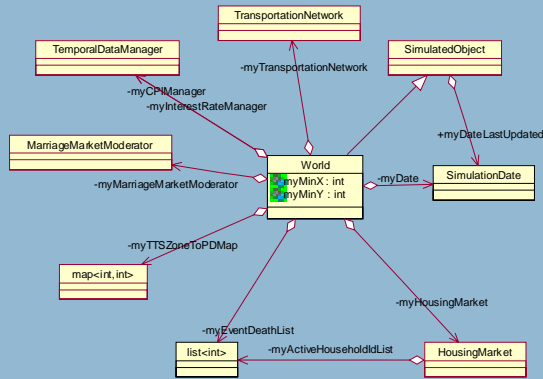 TransportationNetwork
TemporalDataManager
SimulatedObject
-myTransportationNetwork
-myCPIManager
-myInterestRateManager
+myDateLastUpdated
MarriageMarketModerator
World
myMinX : int
myMinY : int
-myDate
SimulationDate
-myMarriageMarketModerator
-myTTSZoneToPDMap
map<int,int>
-myHousingMarket
-myEventDeathList
list<int>
-myActiveHouseholdIdList
HousingMarket